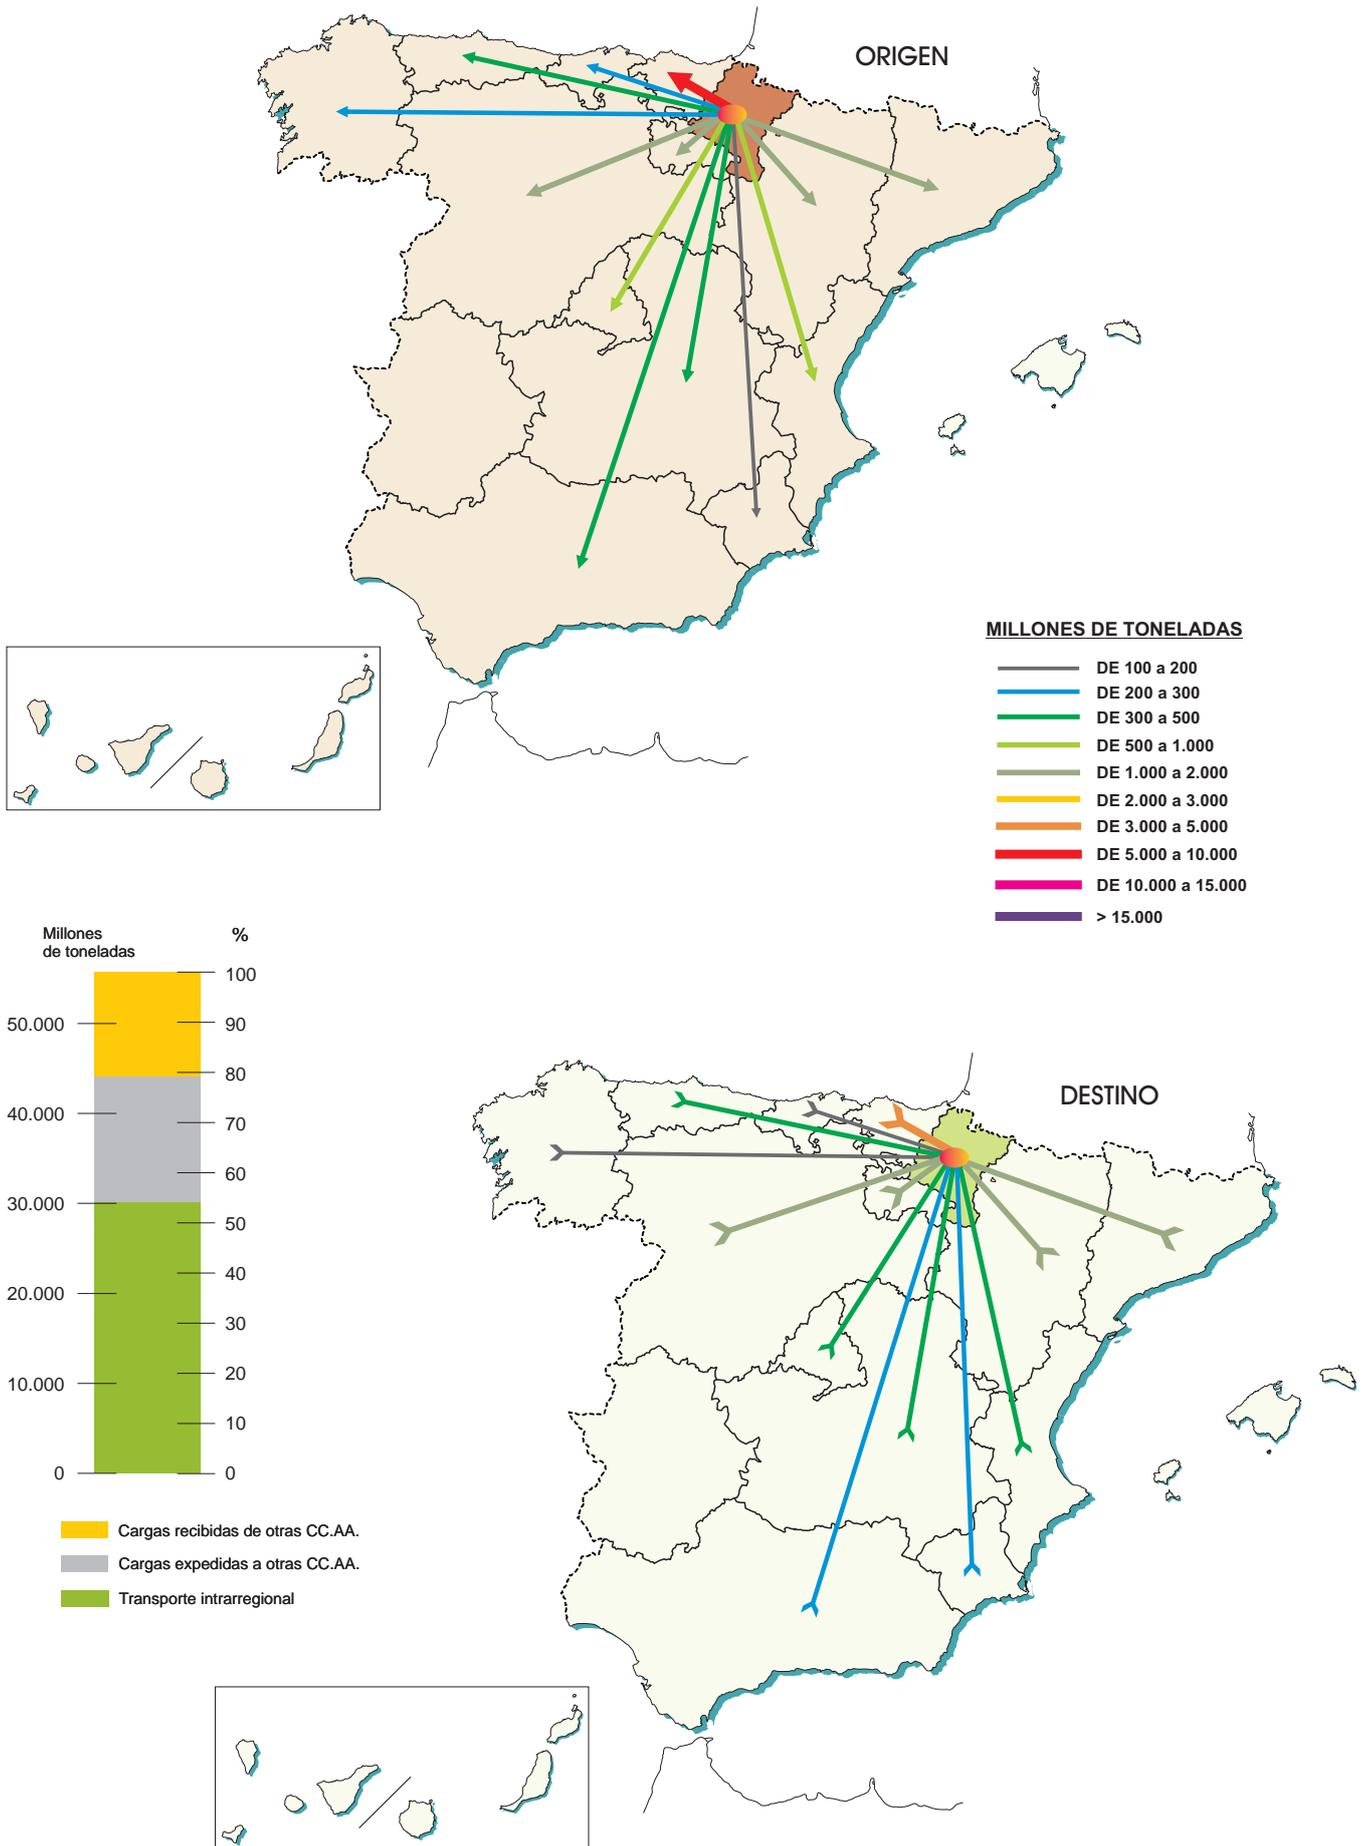 ORIGEN
MILLONES DE TONELADAS
DE 100 a 200
DE 200 a 300
DE 300 a 500
DE 500 a 1.000
DE 1.000 a 2.000
DE 2.000 a 3.000
DE 3.000 a 5.000
DE 5.000 a 10.000
DE 10.000 a 15.000
> 15.000
Millones
de toneladas
%
100
50.000
90
80
40.000
70
60
30.000
50
40
20.000
30
20
10.000
10
0
0
Cargas recibidas de otras CC.AA.
Cargas expedidas a otras CC.AA.
Transporte intrarregional
DESTINO